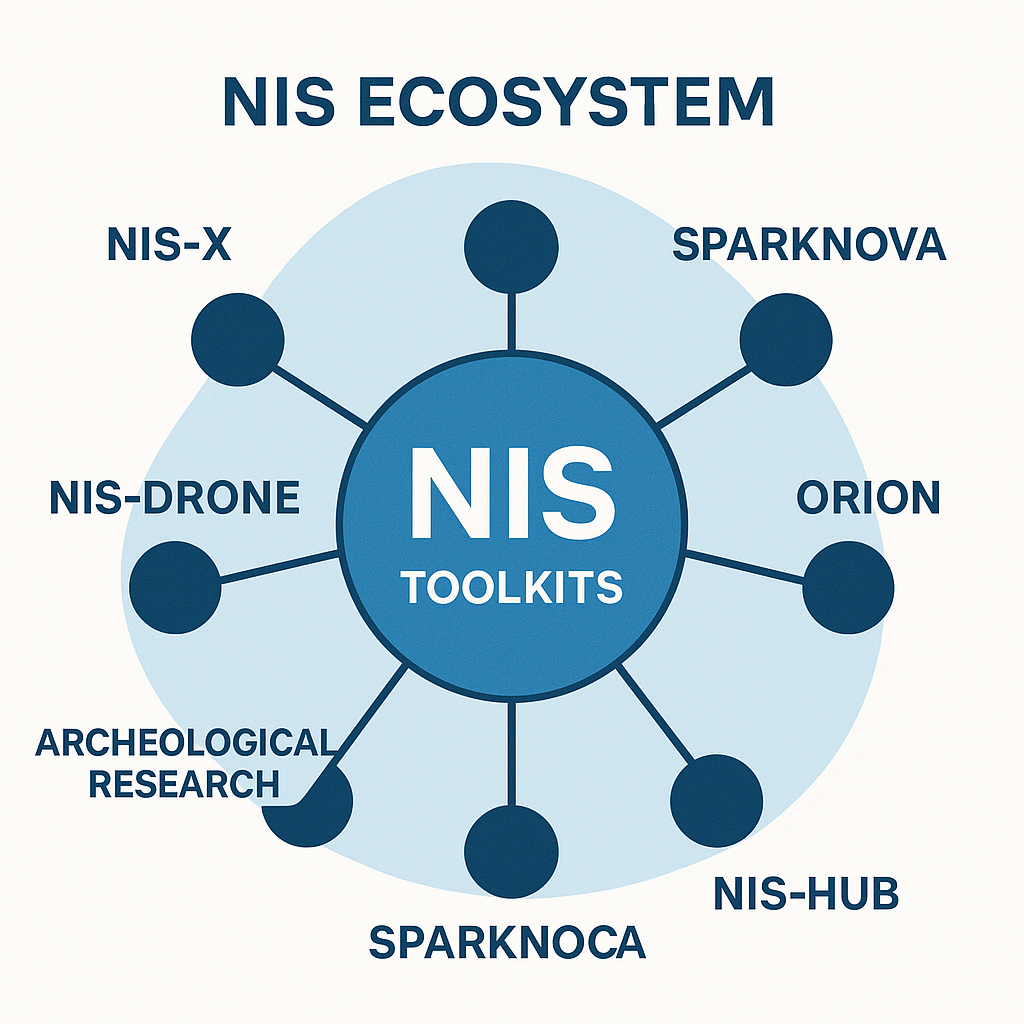 NIS ECOSYSTEM
NIS-X
SPARKNOVA
NIS
TOOLKITS
NIS-DRONE
ORION
ARCHEOLOGICAL
RESEARCH
NIS-HUB
SPARKNOCA